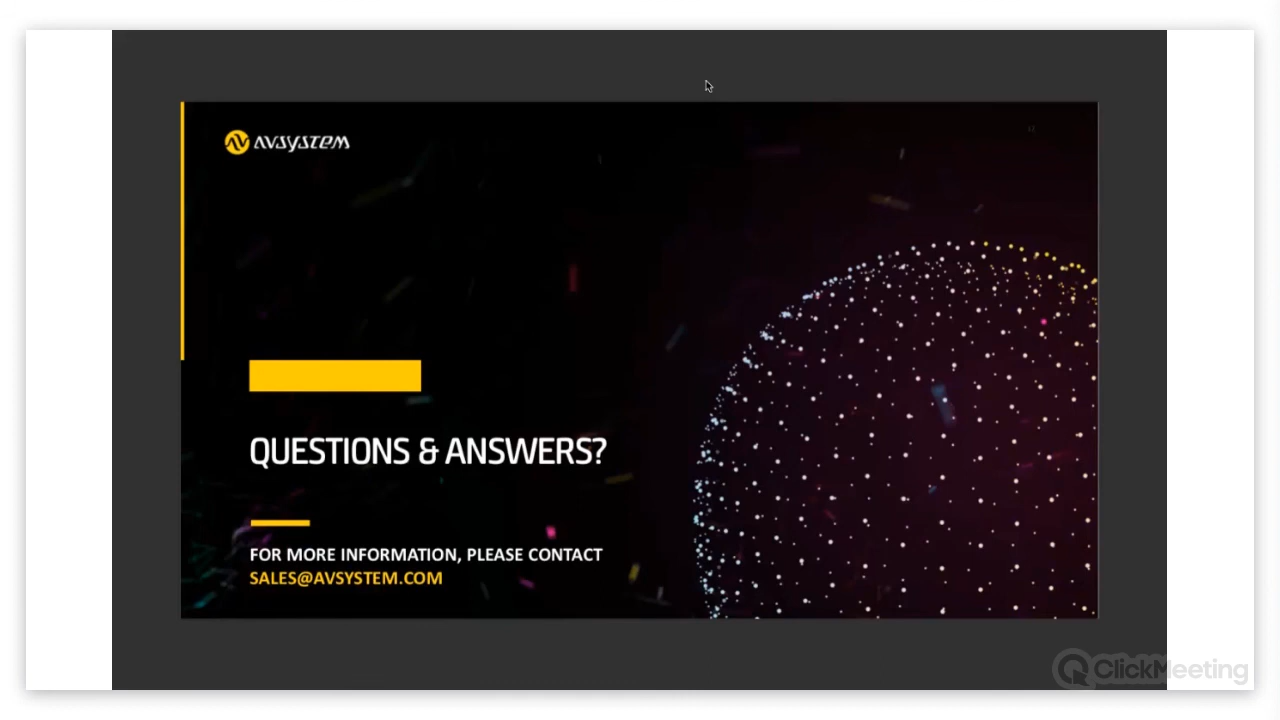 AVSYSTEM
QUESTIONS & ANSWERS?
FOR MORE INFORMATION, PLEASE CONTACT
SALES@AVSYSTEM.COM
ClickMeeting